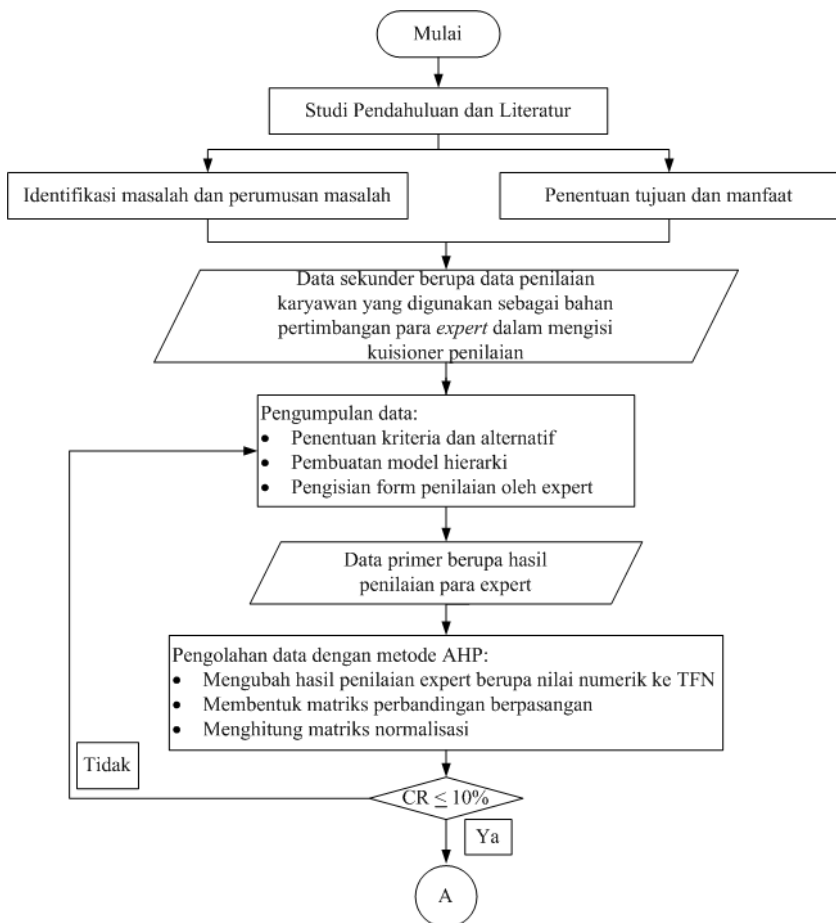 Mulai
Studi Pendahuluan dan Literatur
Identifikasi masalah dan perumusan masalah
Penentuan tujuan dan manfaat
Data sekunder berupa data penilaian
karyawan yang digunakan sebagai bahan
pertimbangan para expert dalam mengisi
kuisioner penilaian
Pengumpulan data:
• Penentuan kriteria dan alternatif
• Pembuatan model hierarki
• Pengisian form penilaian oleh expert
Data primer berupa hasil
penilaian para expert
Pengolahan data dengan metode AHP:
• Mengubah hasil penilaian expert berupa nilai numerik ke TFN
• Membentuk matriks perbandingan berpasangan
• Menghitung matriks normalisasi
Tidak
CR ≤ 10%
Ya
A